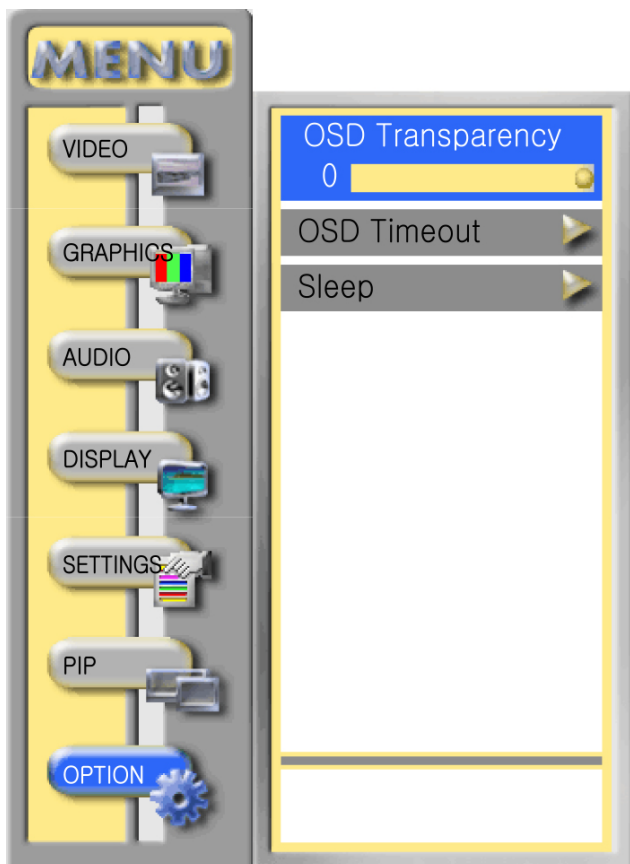 MENU
VIDEO
GRAPHICS
AUDIO
DISPLAY
SETTINGS
PIP
OPTION
OSD Transparency
0
OSD Timeout
Sleep